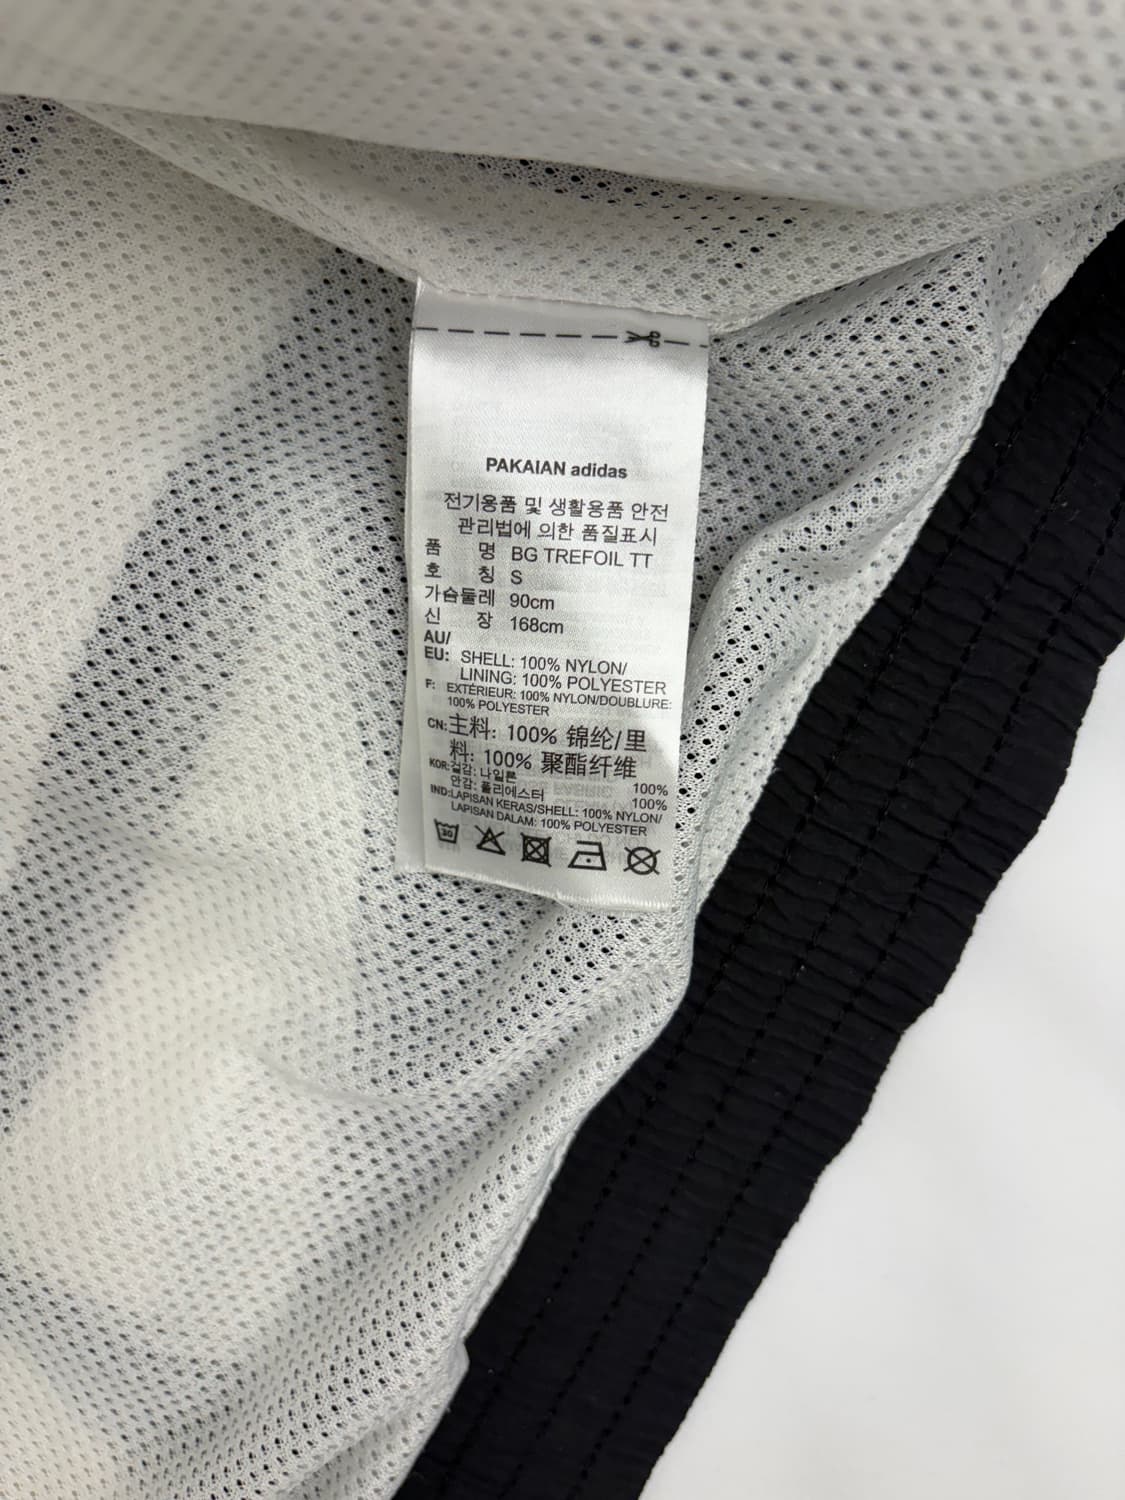 PAKAIAN adidas
전기용품 및 생활용품 안전
관리법에 의한 품질표시
품 명 BG TREFOIL TT
호 칭 S
가슴둘레 90cm
신 장 168cm
AU/
EU: SHELL: 100% NYLON/
LINING: 100% POLYESTER
F: EXTÉRIEUR: 100% NYLON/DOUBLURE:
100% POLYESTER
CN:主料: 100% 锦纶/里
料: 100% 聚酯纤维
KOR:겉감: 나일론 100%
안감: 폴리에스터 100%
IND:LAPISAN KERAS/SHELL: 100% NYLON/
LAPISAN DALAM: 100% POLYESTER
30